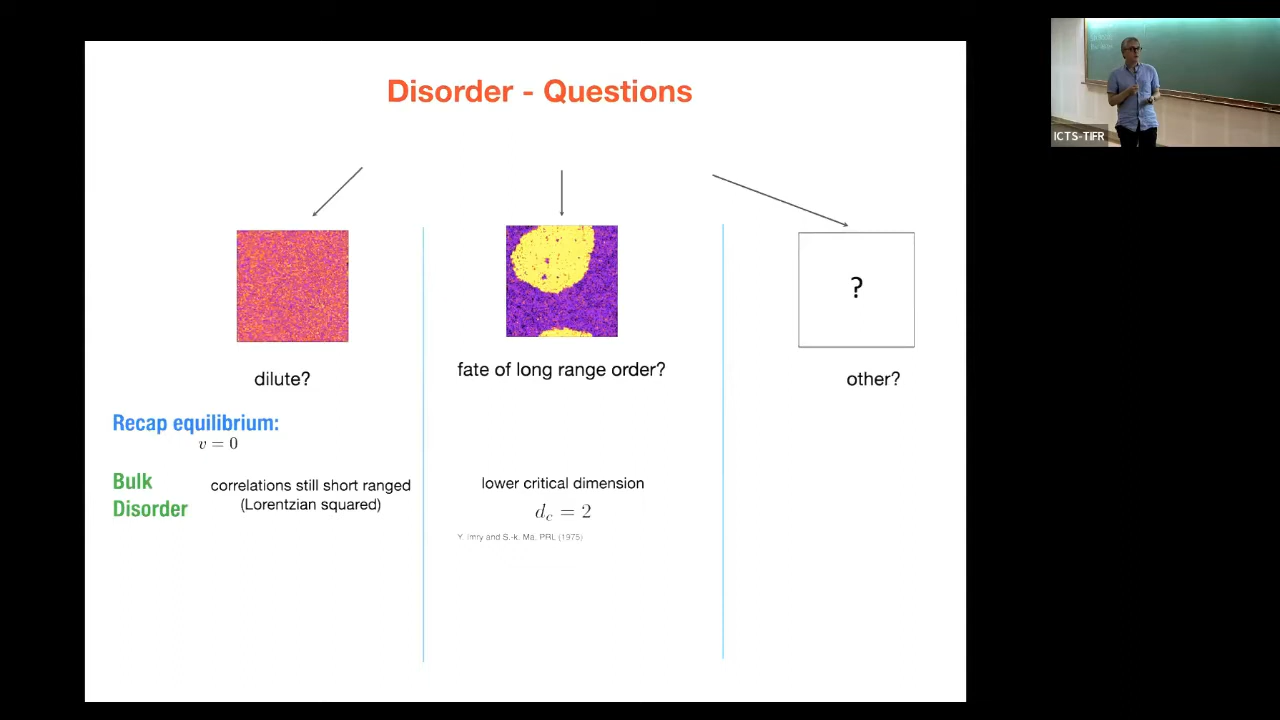 Disorder - Questions
?
dilute?
fate of long range order?
other?
Recap equilibrium:
v = 0
Bulk
Disorder
correlations still short ranged
(Lorentzian squared)
lower critical dimension
d_c = 2
Y. Imry and S.-k. Ma, PRL (1975)
ICTS-TIFR